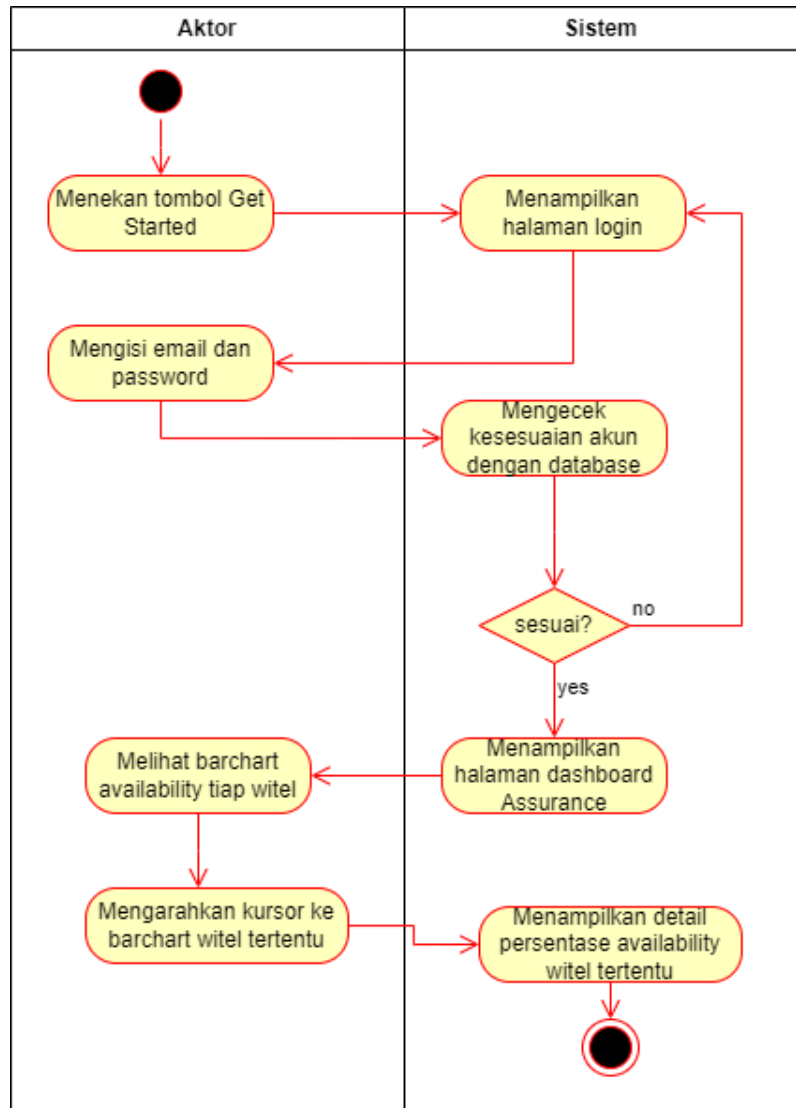 Aktor
Sistem
Menekan tombol Get
Started
Menampilkan
halaman login
Mengisi email dan
password
Mengecek
kesesuaian akun
dengan database
sesuai?
no
yes
Menampilkan
halaman dashboard
Assurance
Melihat barchart
availability tiap witel
Mengarahkan kursor ke
barchart witel tertentu
Menampilkan detail
persentase availability
witel tertentu